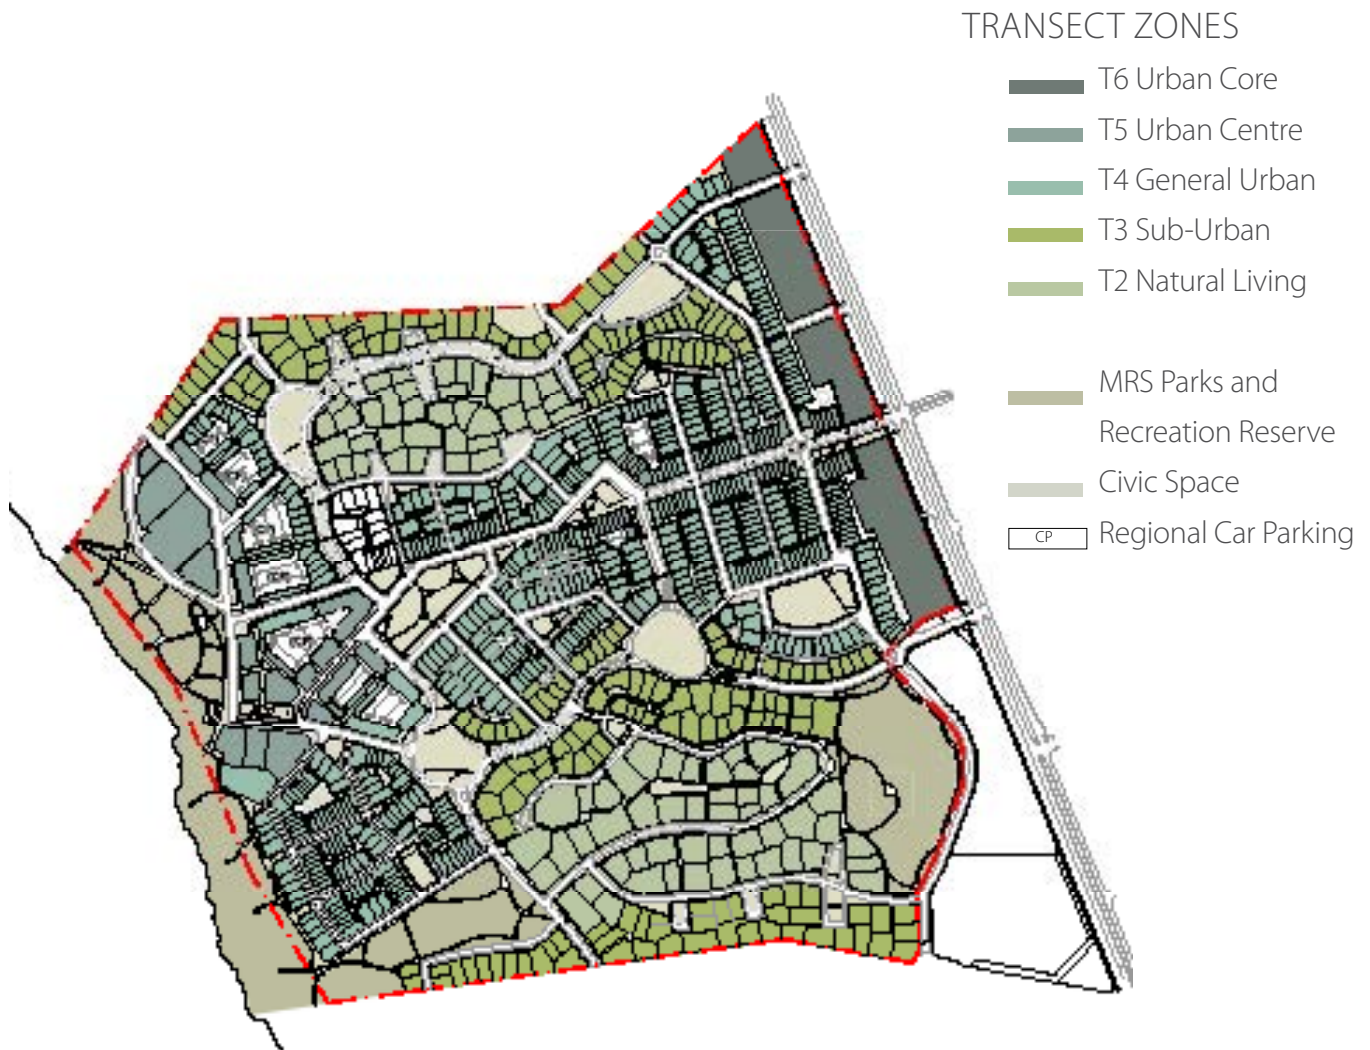 TRANSECT ZONES
T6 Urban Core
T5 Urban Centre
T4 General Urban
T3 Sub-Urban
T2 Natural Living
MRS Parks and
Recreation Reserve
Civic Space
CP Regional Car Parking